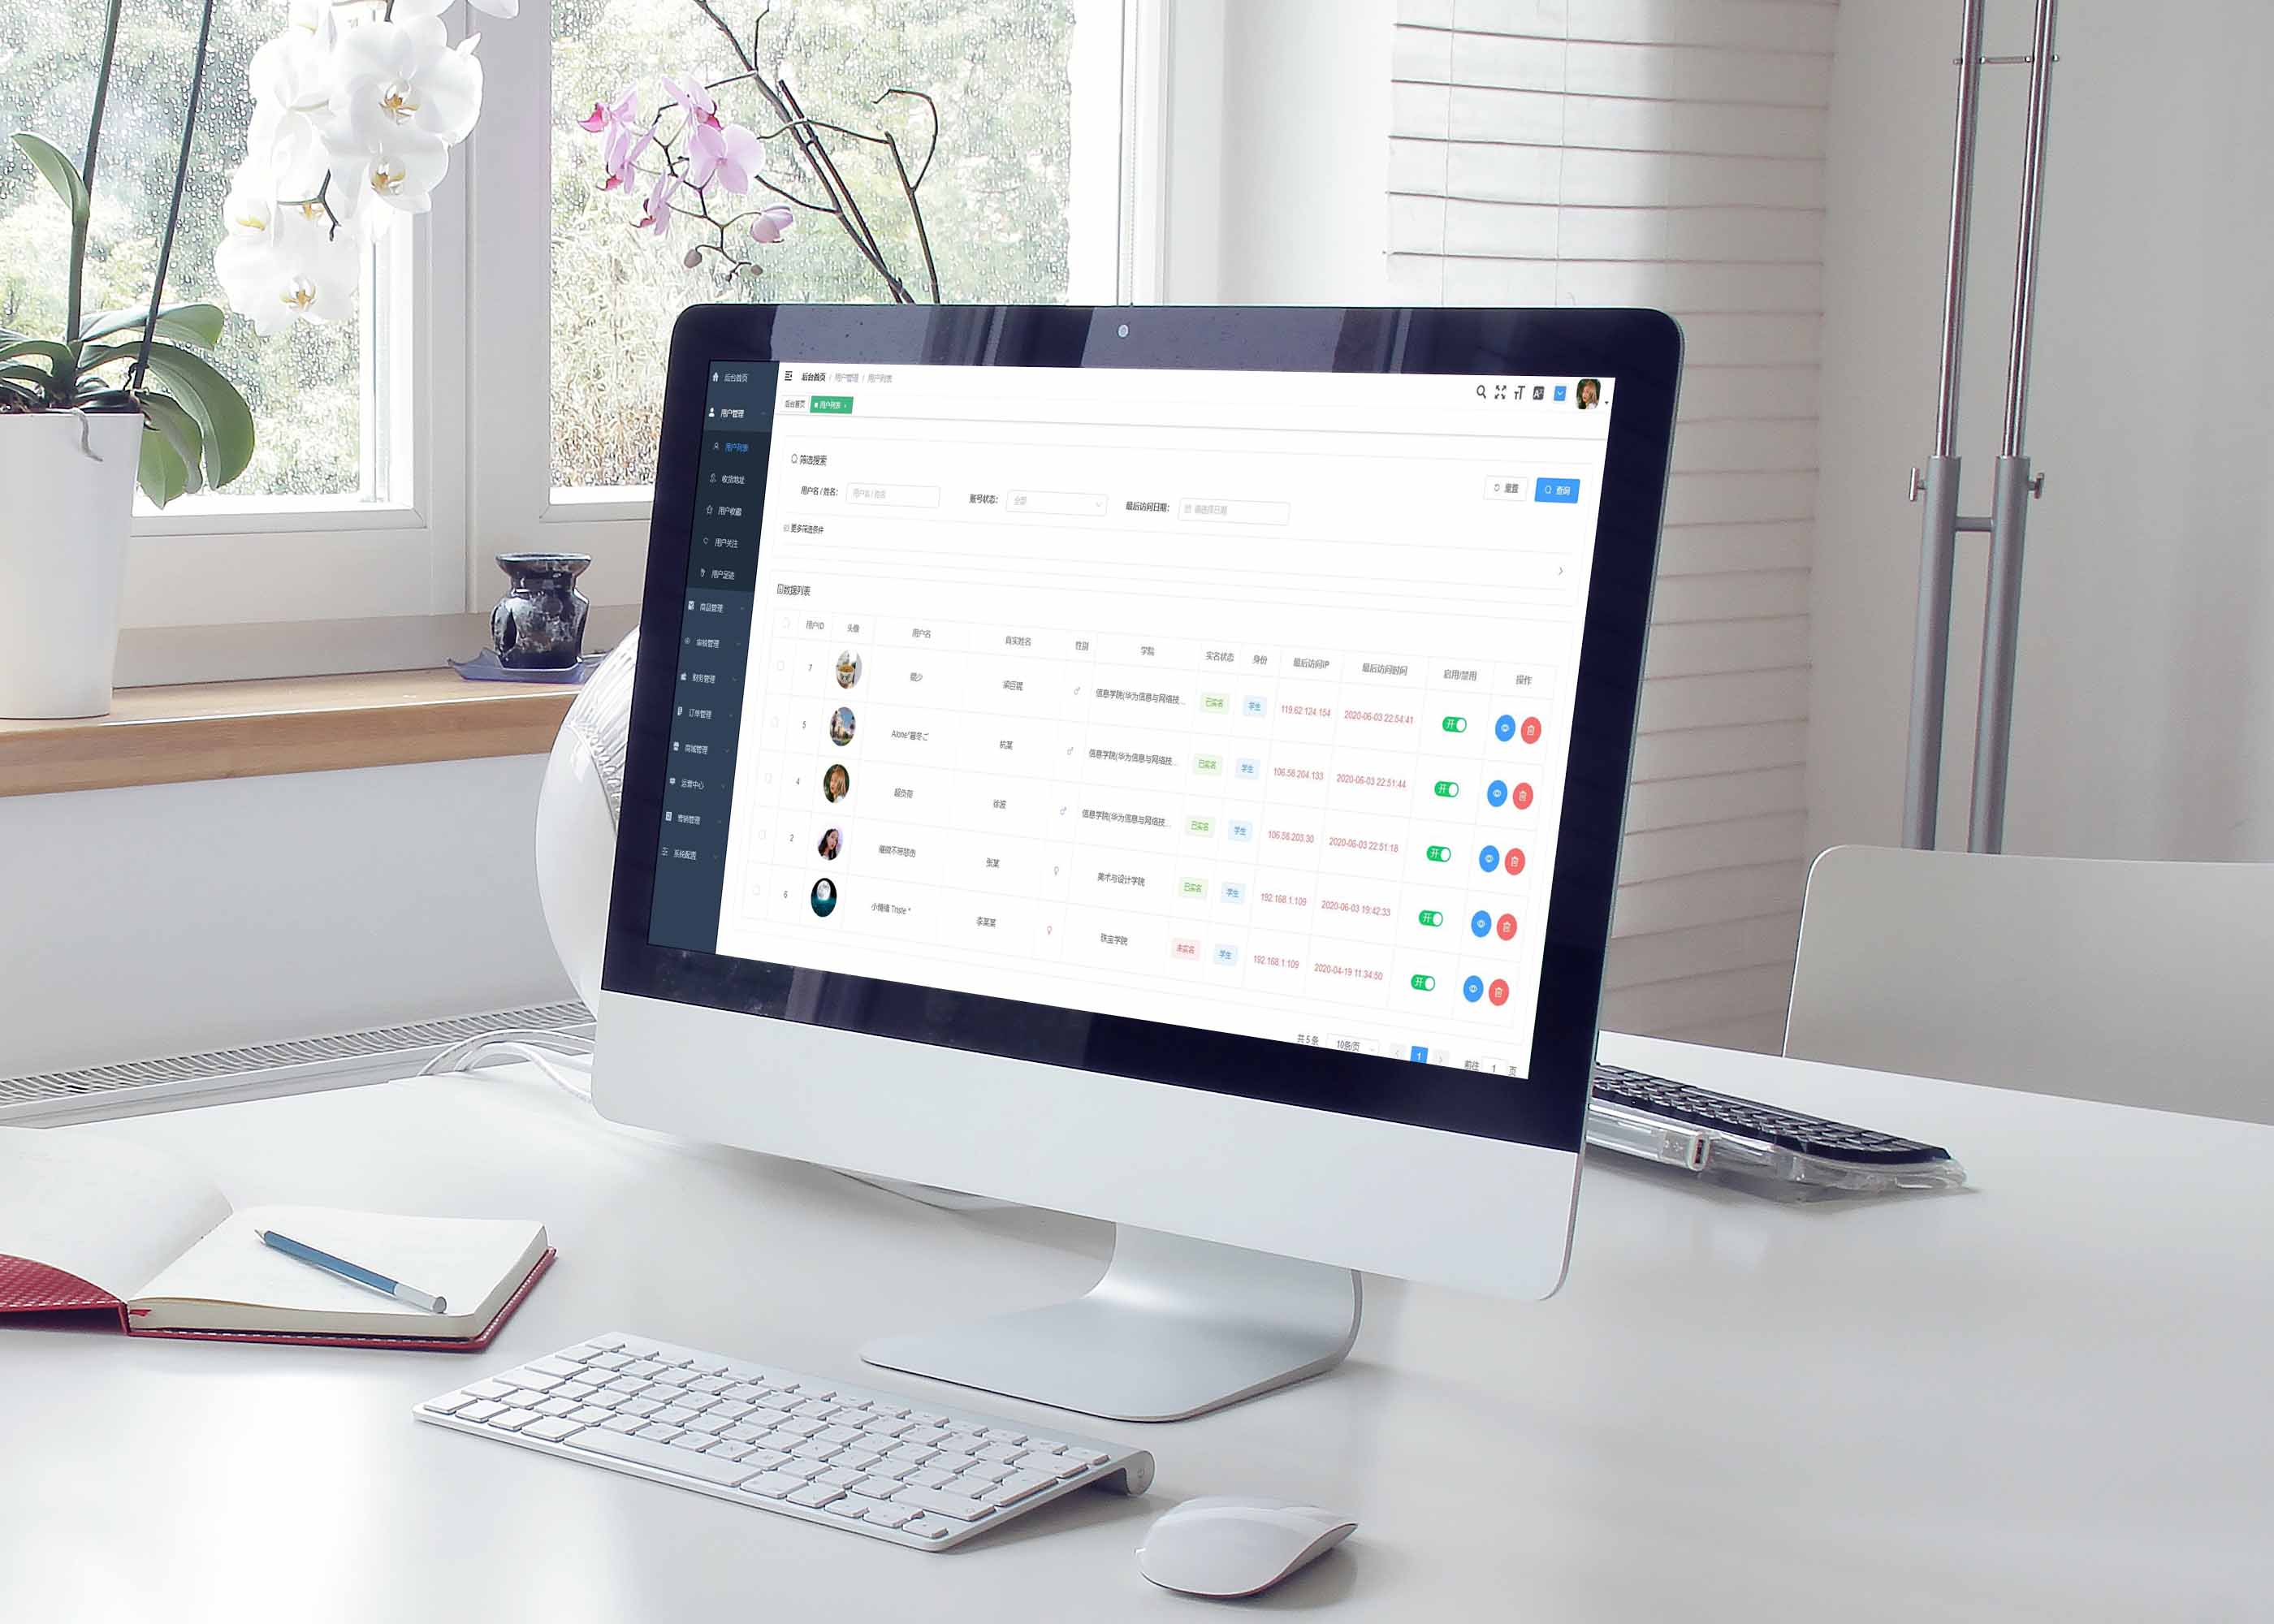 后台首页
用户管理
用户列表
收货地址
用户收藏
用户关注
用户足迹
商品管理
审核管理
财务管理
订单管理
商城管理
运营中心
营销管理
系统配置
后台首页 / 用户管理 / 用户列表
后台首页 用户列表 ×
筛选搜索
重置 查询
用户名 / 姓名： 用户名 / 姓名 账号状态： 全部 最后访问日期： 请选择日期
更多筛选条件
数据列表
用户ID 头像 用户名 真实姓名 性别 学院 实名状态 身份 最后访问IP 最后访问时间 启用/禁用 操作
7 梁巨琨 ♂ 信息学院(华为信息与网络技... 已实名 学生 119.62.124.154 2020-06-03 22:54:41 开
5 杭某 ♂ 信息学院(华为信息与网络技... 已实名 学生 106.58.204.133 2020-06-03 22:51:44 开
4 超负荷 徐波 ♂ 信息学院(华为信息与网络技... 已实名 学生 106.58.203.30 2020-06-03 22:51:18 开
2 张某 ♀ 美术与设计学院 已实名 学生 192.168.1.109 2020-06-03 19:42:33 开
6 小情绪 Triste * 李某某 ♀ 珠宝学院 未实名 学生 192.168.1.109 2020-04-19 11:34:50 开
共 5 条 10条/页 1 前往 1 页